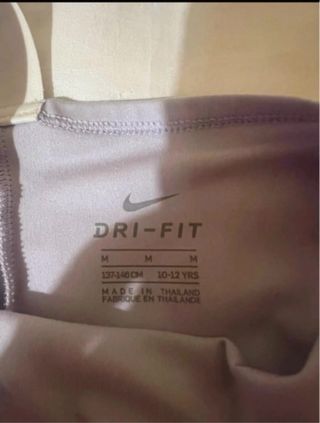 DRI-FIT
M M M
137-146 CM 10-12 YRS
MADE IN THAILAND
FABRIQUE EN THAILANDE